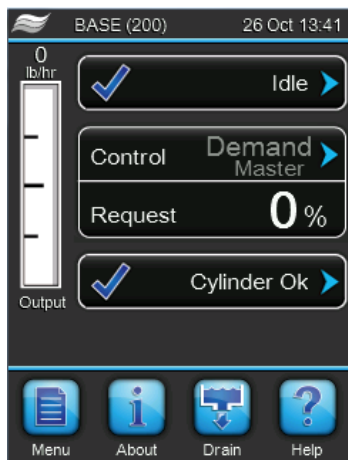 BASE (200) 26 Oct 13:41
0
lb/hr
Idle
Control Demand
Master
Request 0%
Cylinder Ok
Output
Menu About Drain Help